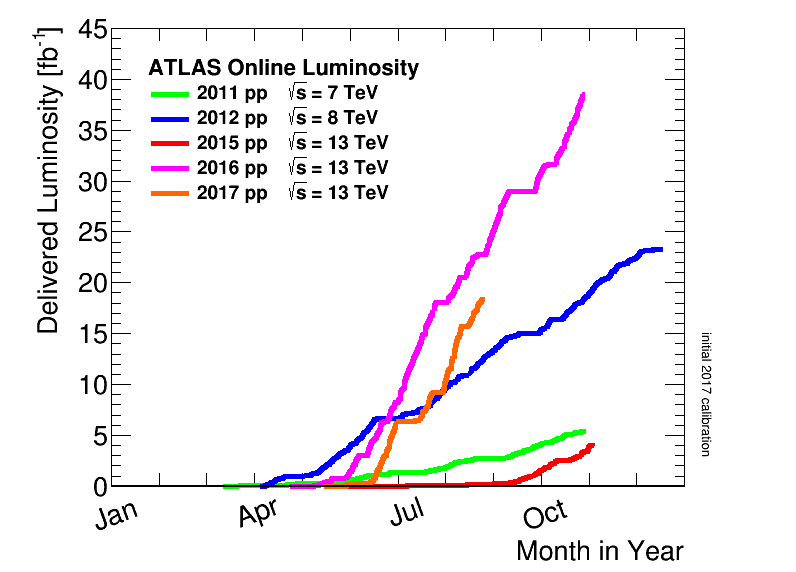 45
40
35
30
25
20
15
10
5
0
Delivered Luminosity [fb⁻¹]
ATLAS Online Luminosity
2011 pp √s = 7 TeV
2012 pp √s = 8 TeV
2015 pp √s = 13 TeV
2016 pp √s = 13 TeV
2017 pp √s = 13 TeV
initial 2017 calibration
Jan Apr Jul Oct
Month in Year